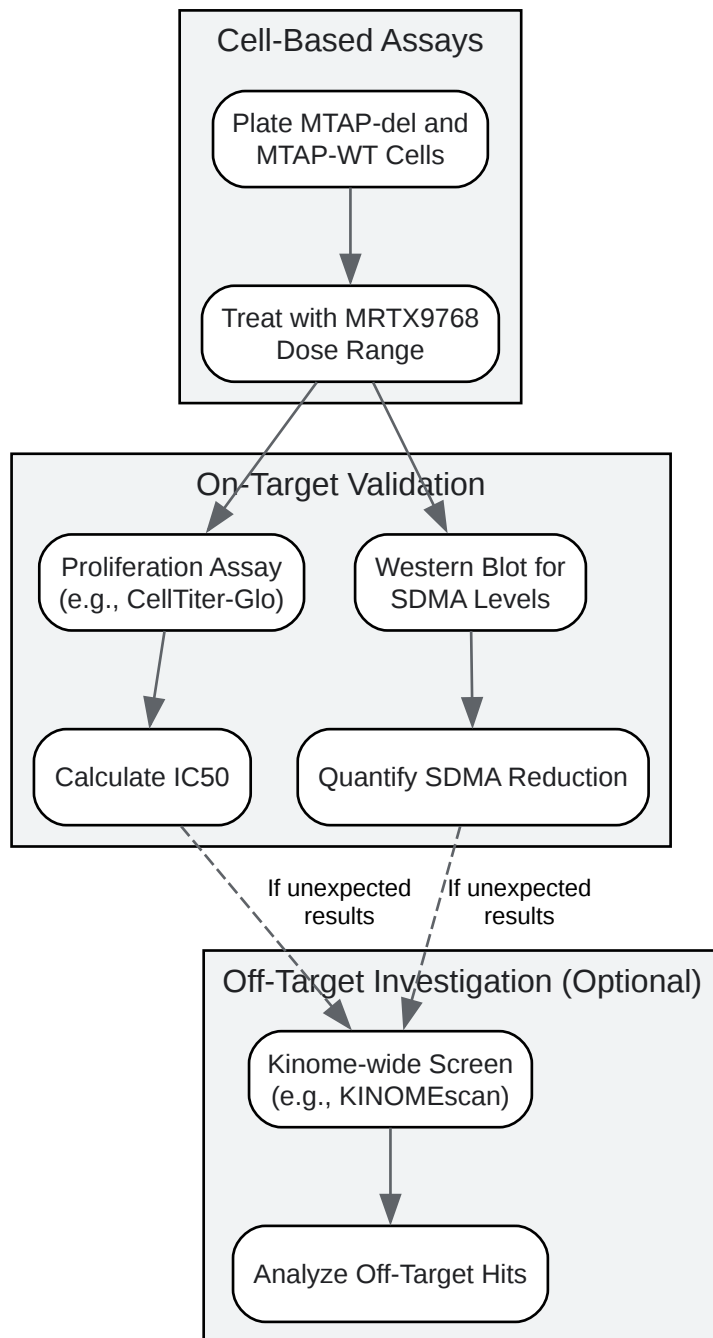 Cell-Based Assays
Plate MTAP-del and
MTAP-WT Cells
Treat with MRTX9768
Dose Range
On-Target Validation
Proliferation Assay
(e.g., CellTiter-Glo)
Western Blot for
SDMA Levels
Calculate IC50
Quantify SDMA Reduction
If unexpected
results
If unexpected
results
Off-Target Investigation (Optional)
Kinome-wide Screen
(e.g., KINOMEscan)
Analyze Off-Target Hits